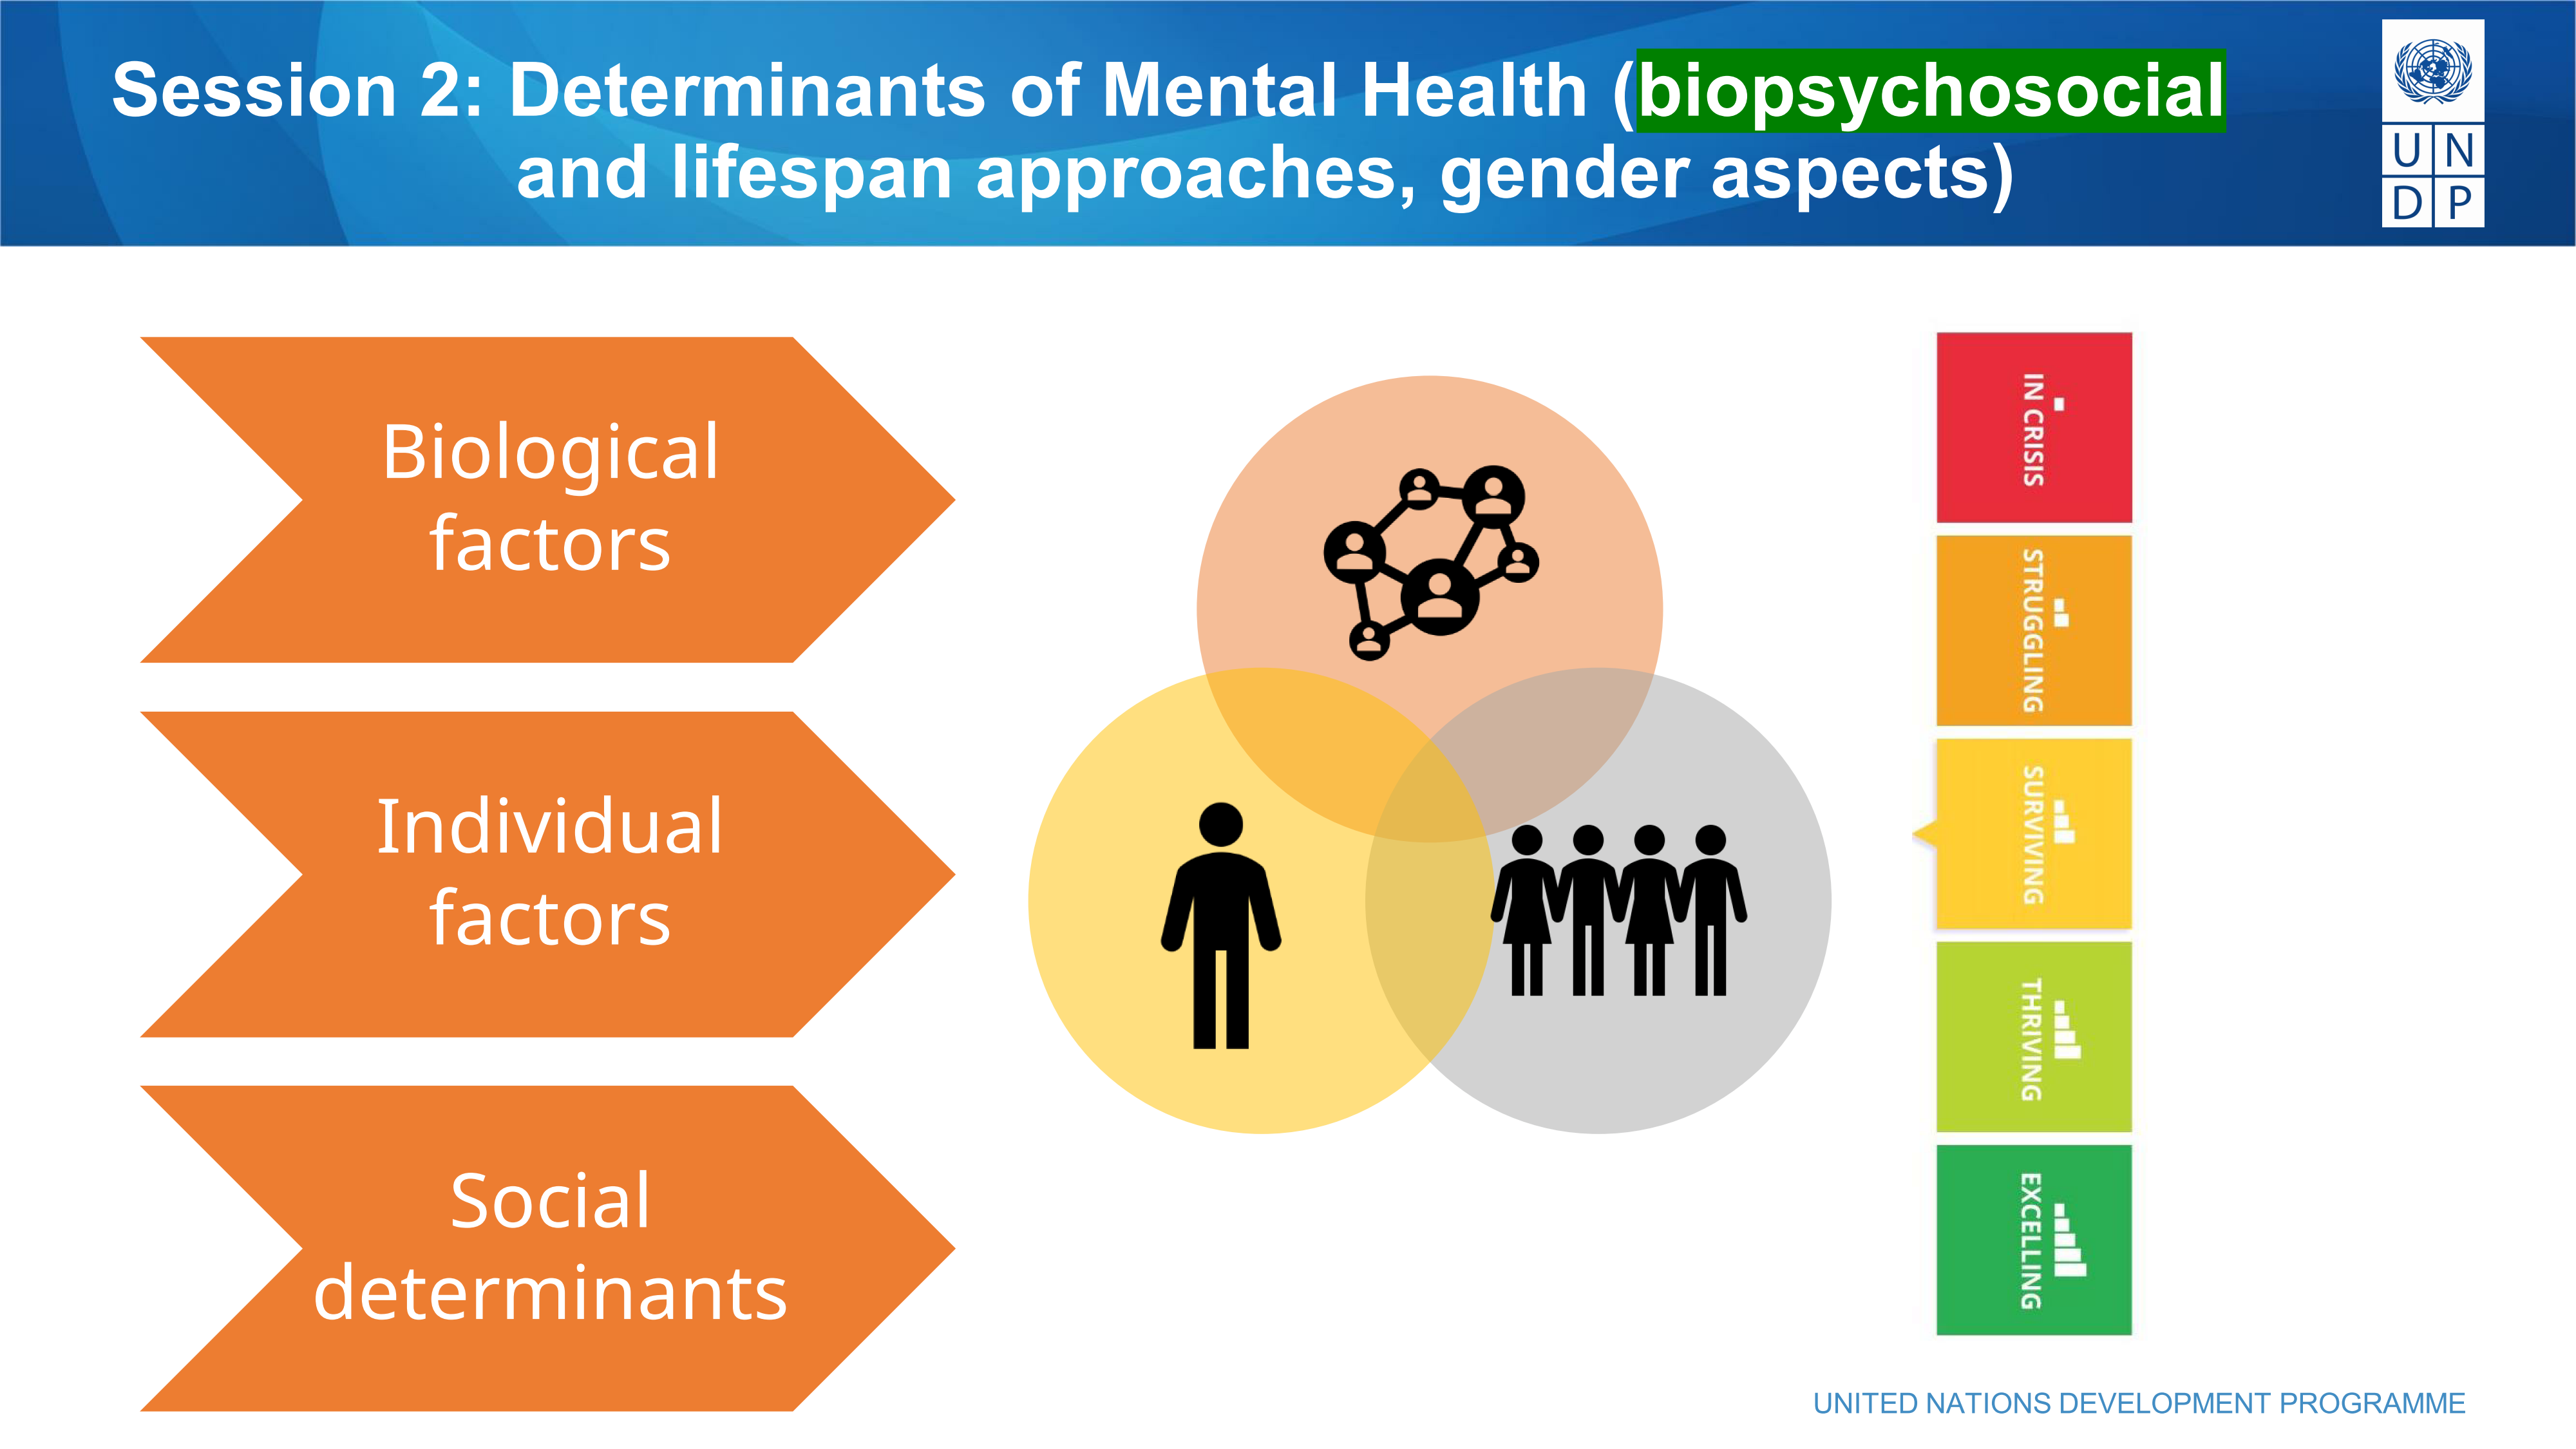 Session 2: Determinants of Mental Health (biopsychosocial
and lifespan approaches, gender aspects)
U N
D P
Biological
factors
Individual
factors
Social
determinants
IN CRISIS
STRUGGLING
SURVIVING
THRIVING
EXCELLING
UNITED NATIONS DEVELOPMENT PROGRAMME